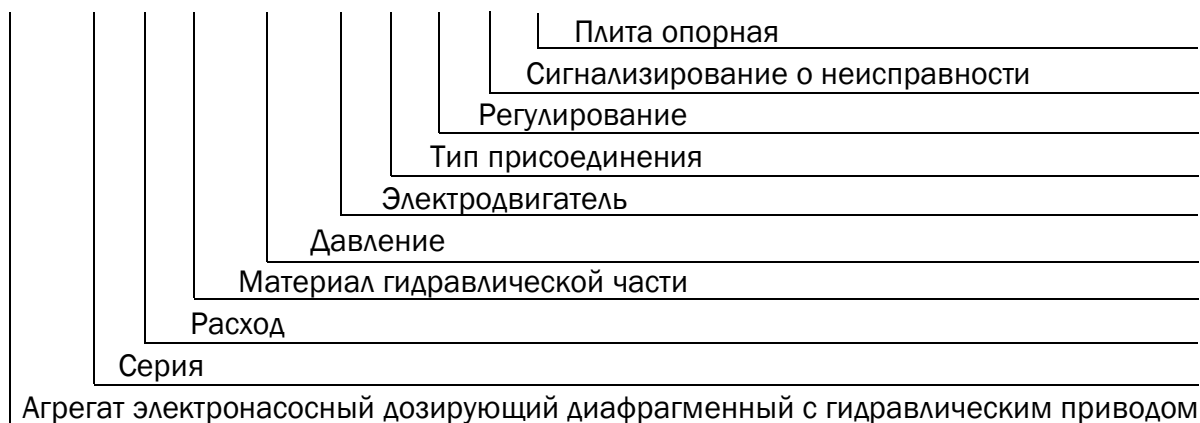 Плита опорная
Сигнализирование о неисправности
Регулирование
Тип присоединения
Электродвигатель
Давление
Материал гидравлической части
Расход
Серия
Агрегат электронасосный дозирующий диафрагменный с гидравлическим приводом